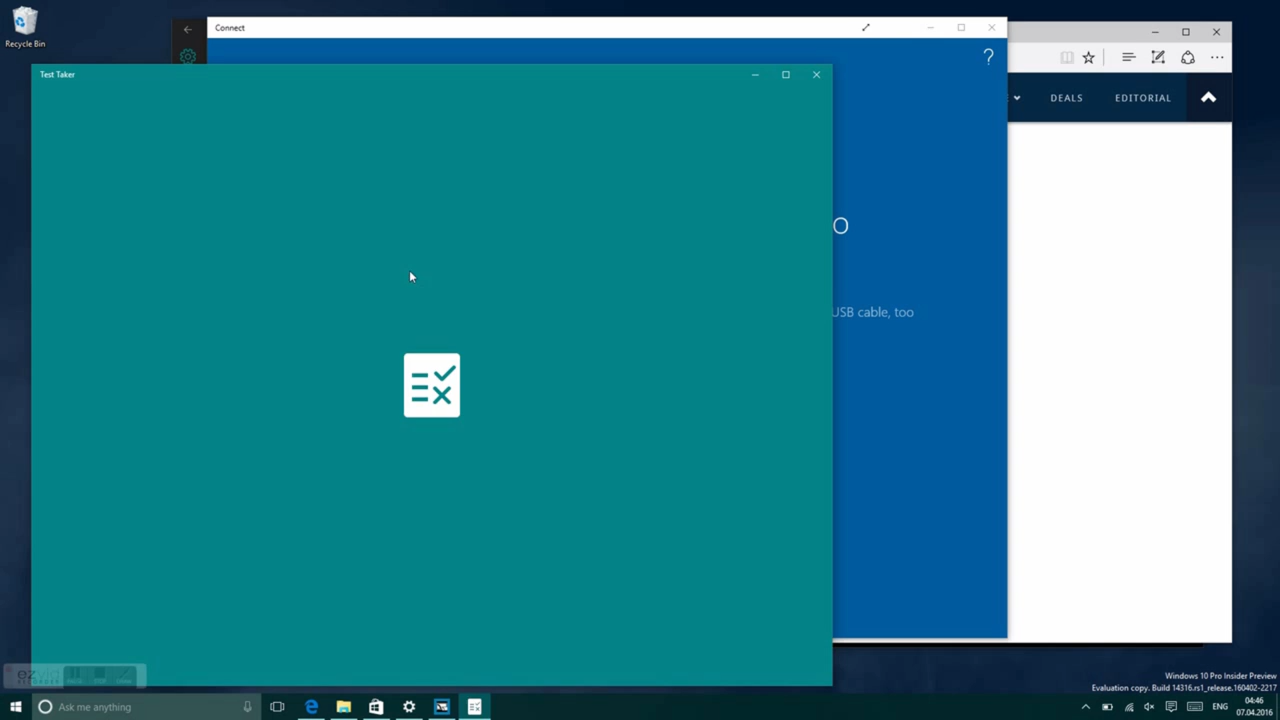 Recycle Bin
Connect
?
Test Taker
DEALS
EDITORIAL
o
USB cable, too
Windows 10 Pro Insider Preview
Evaluation copy. Build 14316.rs1_release.160402-2217
Ask me anything
ENG
04:46
07.04.2016